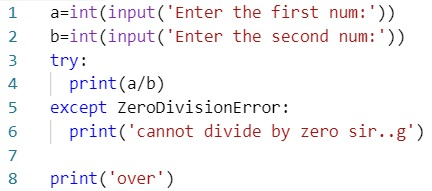 1 a=int(input('Enter the first num:'))
2 b=int(input('Enter the second num:'))
3 try:
4   print(a/b)
5 except ZeroDivisionError:
6   print('cannot divide by zero sir..g')
7
8 print('over')